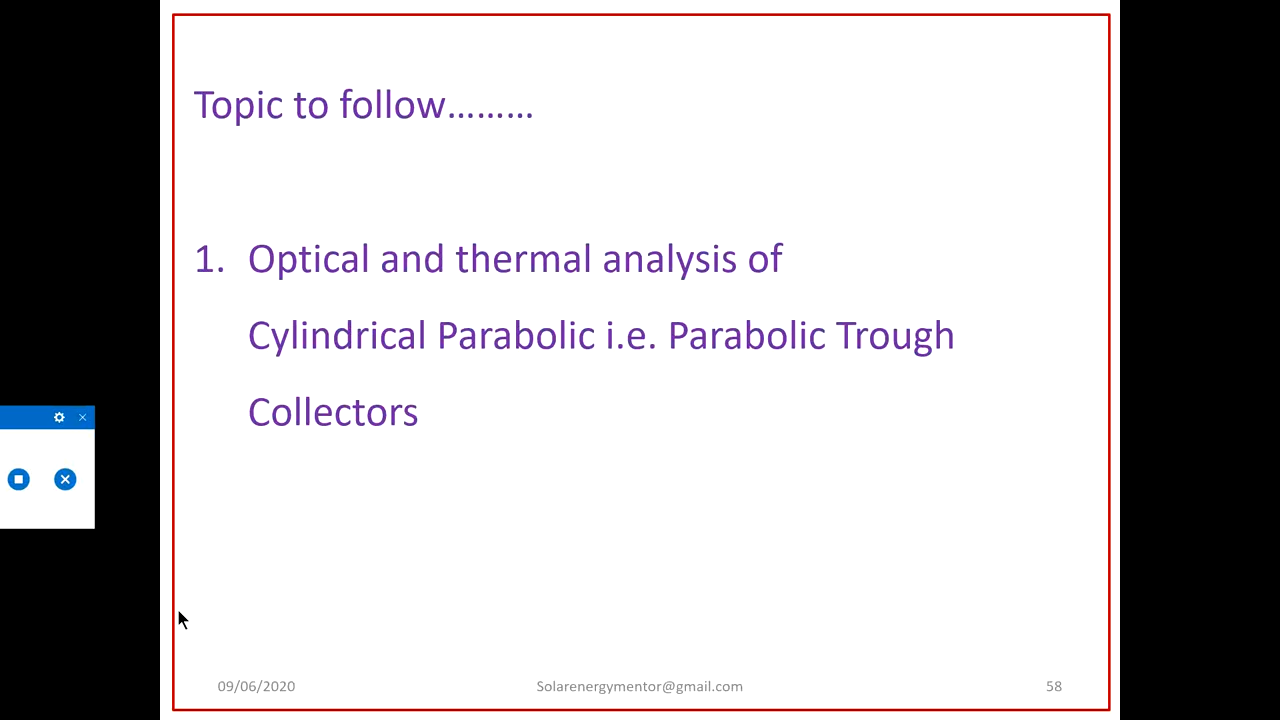 Topic to follow.........
1. Optical and thermal analysis of
Cylindrical Parabolic i.e. Parabolic Trough
Collectors
09/06/2020 Solarenergymentor@gmail.com 58